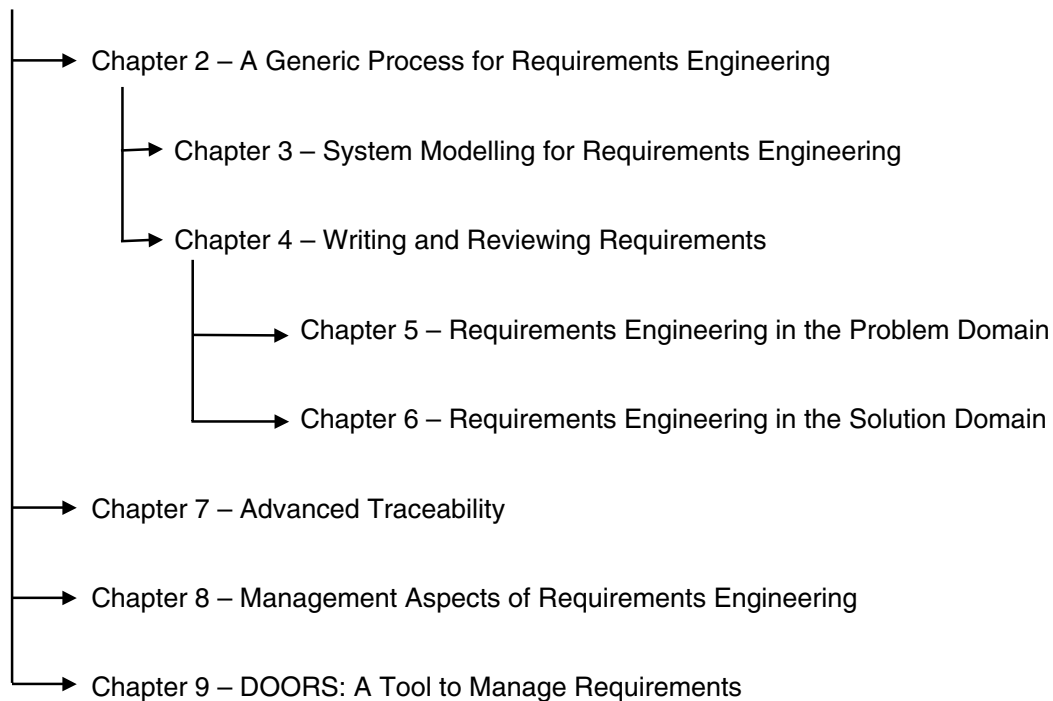 Chapter 2 – A Generic Process for Requirements Engineering
Chapter 3 – System Modelling for Requirements Engineering
Chapter 4 – Writing and Reviewing Requirements
Chapter 5 – Requirements Engineering in the Problem Domain
Chapter 6 – Requirements Engineering in the Solution Domain
Chapter 7 – Advanced Traceability
Chapter 8 – Management Aspects of Requirements Engineering
Chapter 9 – DOORS: A Tool to Manage Requirements